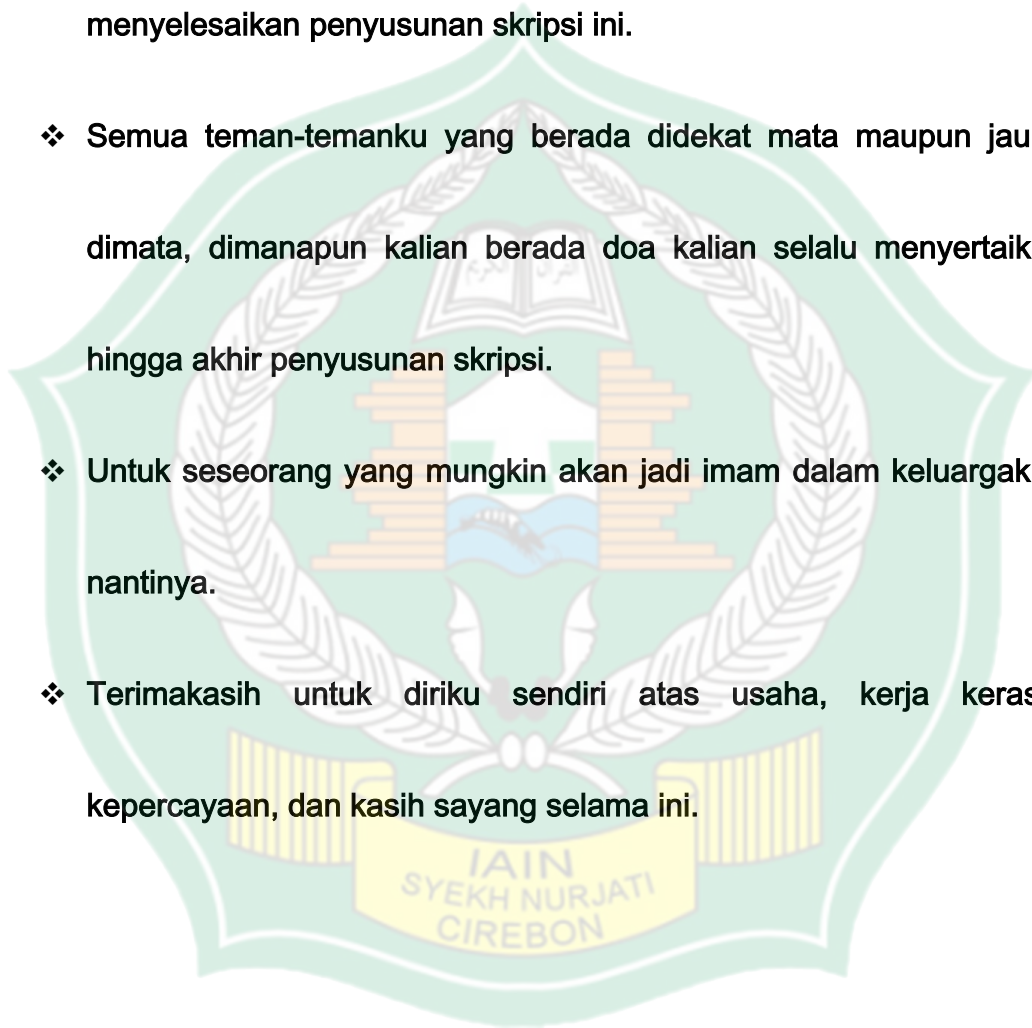 menyelesaikan penyusunan skripsi ini.
❖ Semua teman-temanku yang berada didekat mata maupun jau
dimata, dimanapun kalian berada doa kalian selalu menyertaik
hingga akhir penyusunan skripsi.
❖ Untuk seseorang yang mungkin akan jadi imam dalam keluargak
nantinya.
❖ Terimakasih untuk diriku sendiri atas usaha, kerja keras
kepercayaan, dan kasih sayang selama ini.
IAIN
SYEKH NURJATI
CIREBON